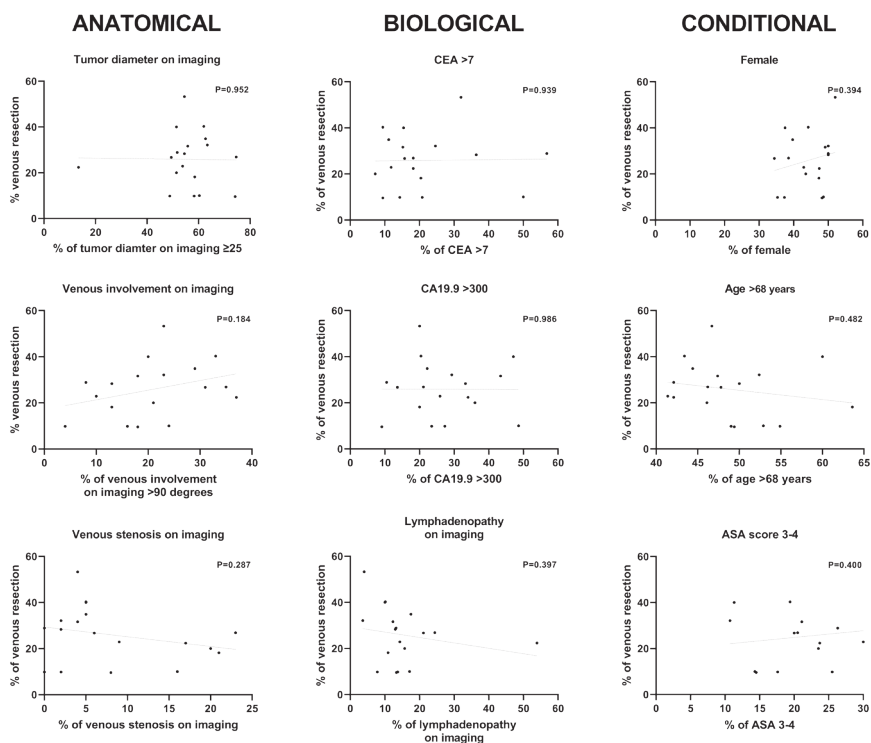 ANATOMICAL
BIOLOGICAL
CONDITIONAL
Tumor diameter on imaging
P=0.952
% venous resection
60
40
20
0
0 20 40 60 80
% of tumor diamter on imaging ≥25
CEA >7
P=0.939
% of venous resection
60
40
20
0
0 10 20 30 40 50 60
% of CEA >7
Female
P=0.394
% of venous resection
60
40
20
0
0 10 20 30 40 50 60
% of female
Venous involvement on imaging
P=0.184
% venous resection
60
40
20
0
0 10 20 30 40
% of venous involvement
on imaging >90 degrees
CA19.9 >300
P=0.986
% of venous resection
60
40
20
0
0 10 20 30 40 50 60
% of CA19.9 >300
Age >68 years
P=0.482
% of venous resection
60
40
20
0
40 45 50 55 60 65
% of age >68 years
Venous stenosis on imaging
P=0.287
% of venous resection
60
40
20
0
0 5 10 15 20 25
% of venous stenosis on imaging
Lymphadenopathy
on imaging
P=0.397
% of venous resection
60
40
20
0
0 10 20 30 40 50 60
% of lymphadenopathy
on imaging
ASA score 3-4
P=0.400
% of venous resection
60
40
20
0
0 5 10 15 20 25 30
% of ASA 3-4